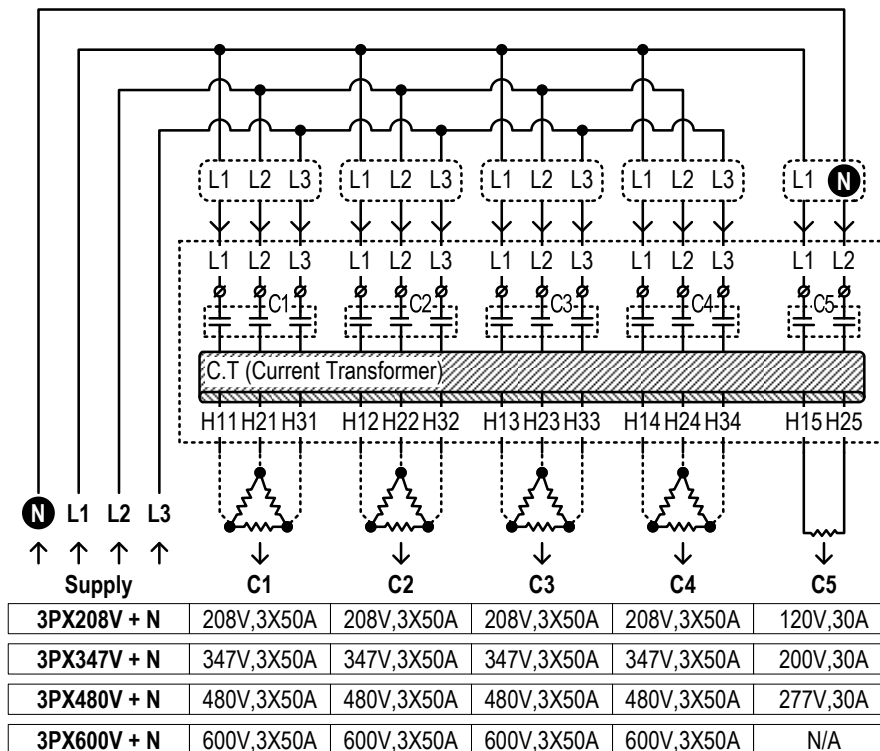 L1 L2 L3 L1 L2 L3 L1 L2 L3 L1 L2 L3 L1 N
L1 L2 L3 L1 L2 L3 L1 L2 L3 L1 L2 L3 L1 L2
C1 C2 C3 C4 C5
C.T (Current Transformer)
H11 H21 H31 H12 H22 H32 H13 H23 H33 H14 H24 H34 H15 H25
N L1 L2 L3
Supply C1 C2 C3 C4 C5
3PX208V + N 208V,3X50A 208V,3X50A 208V,3X50A 208V,3X50A 120V,30A
3PX347V + N 347V,3X50A 347V,3X50A 347V,3X50A 347V,3X50A 200V,30A
3PX480V + N 480V,3X50A 480V,3X50A 480V,3X50A 480V,3X50A 277V,30A
3PX600V + N 600V,3X50A 600V,3X50A 600V,3X50A 600V,3X50A N/A